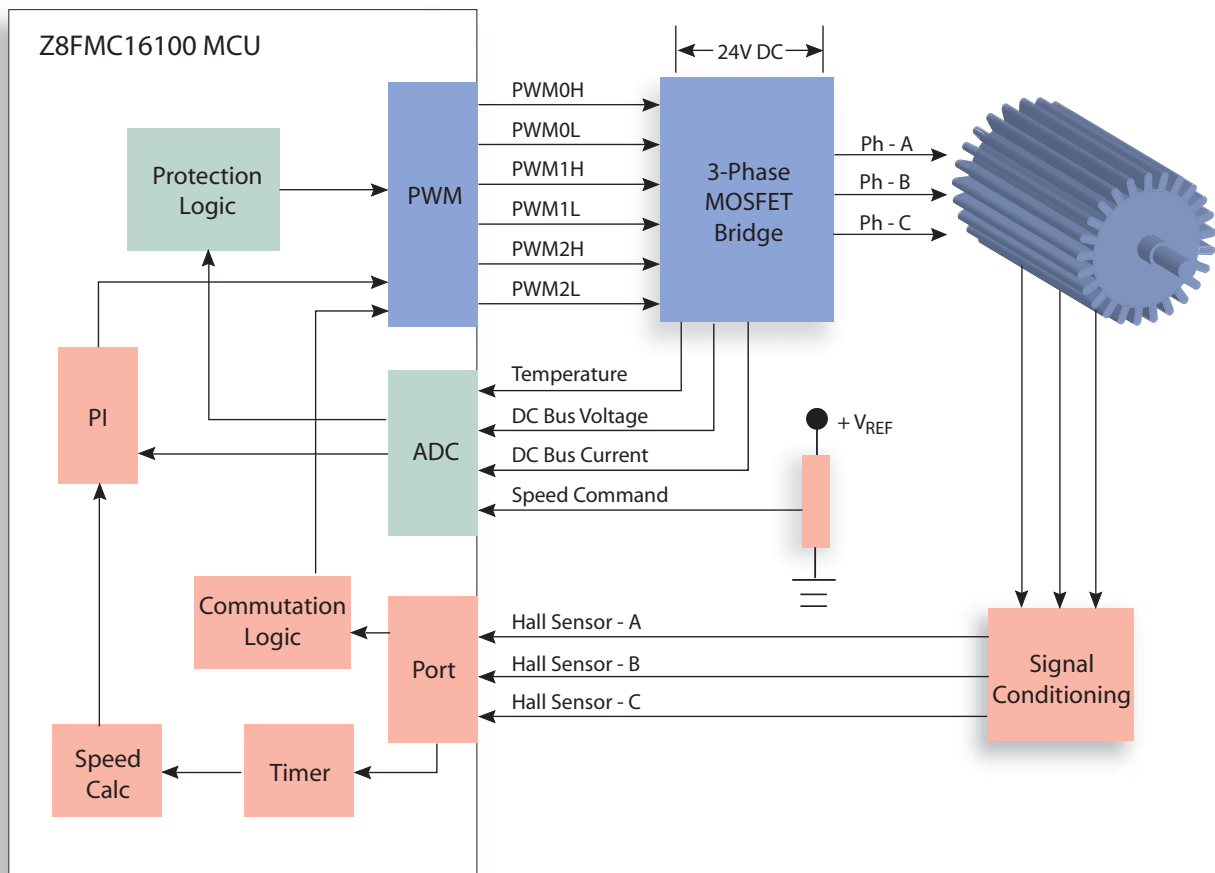 Z8FMC16100 MCU
24V DC
PWM0H
PWM0L
PWM1H
PWM1L
PWM2H
PWM2L
Protection
Logic
PWM
3-Phase
MOSFET
Bridge
Ph - A
Ph - B
Ph - C
Temperature
DC Bus Voltage
DC Bus Current
Speed Command
PI
ADC
+ VREF
Commutation
Logic
Port
Hall Sensor - A
Hall Sensor - B
Hall Sensor - C
Signal
Conditioning
Speed
Calc
Timer